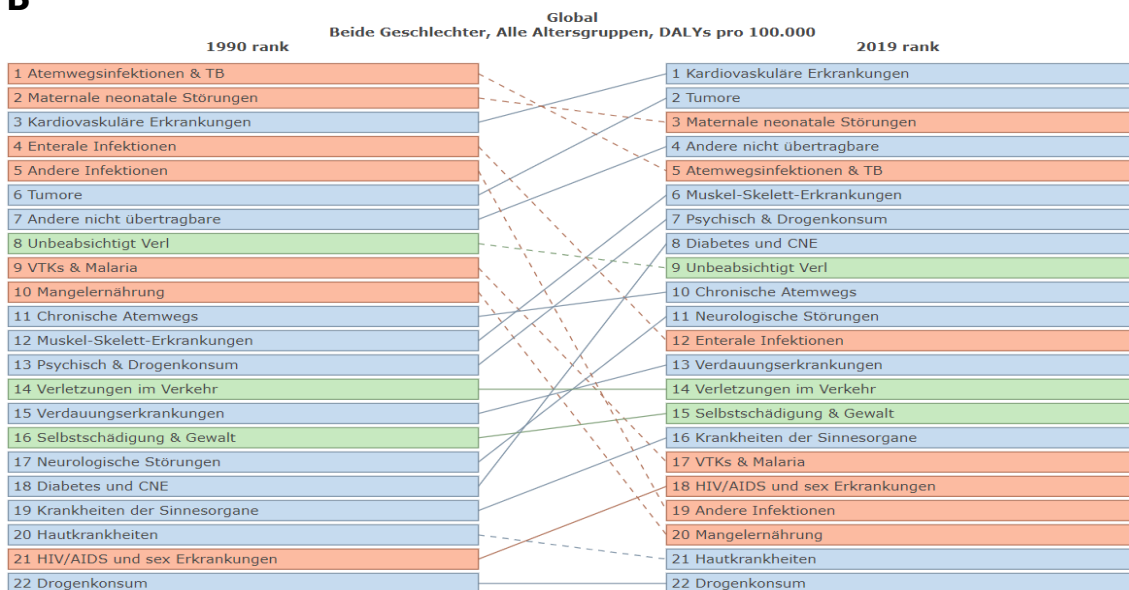 B
Global
Beide Geschlechter, Alle Altersgruppen, DALYs pro 100.000
1990 rank
1 Atemwegsinfektionen & TB
2 Maternale neonatale Störungen
3 Kardiovaskuläre Erkrankungen
4 Enterale Infektionen
5 Andere Infektionen
6 Tumore
7 Andere nicht übertragbare
8 Unbeabsichtigt Verl
9 VTKs & Malaria
10 Mangelernährung
11 Chronische Atemwegs
12 Muskel-Skelett-Erkrankungen
13 Psychisch & Drogenkonsum
14 Verletzungen im Verkehr
15 Verdauungserkrankungen
16 Selbstschädigung & Gewalt
17 Neurologische Störungen
18 Diabetes und CNE
19 Krankheiten der Sinnesorgane
20 Hautkrankheiten
21 HIV/AIDS und sex Erkrankungen
22 Drogenkonsum
2019 rank
1 Kardiovaskuläre Erkrankungen
2 Tumore
3 Maternale neonatale Störungen
4 Andere nicht übertragbare
5 Atemwegsinfektionen & TB
6 Muskel-Skelett-Erkrankungen
7 Psychisch & Drogenkonsum
8 Diabetes und CNE
9 Unbeabsichtigt Verl
10 Chronische Atemwegs
11 Neurologische Störungen
12 Enterale Infektionen
13 Verdauungserkrankungen
14 Verletzungen im Verkehr
15 Selbstschädigung & Gewalt
16 Krankheiten der Sinnesorgane
17 VTKs & Malaria
18 HIV/AIDS und sex Erkrankungen
19 Andere Infektionen
20 Mangelernährung
21 Hautkrankheiten
22 Drogenkonsum